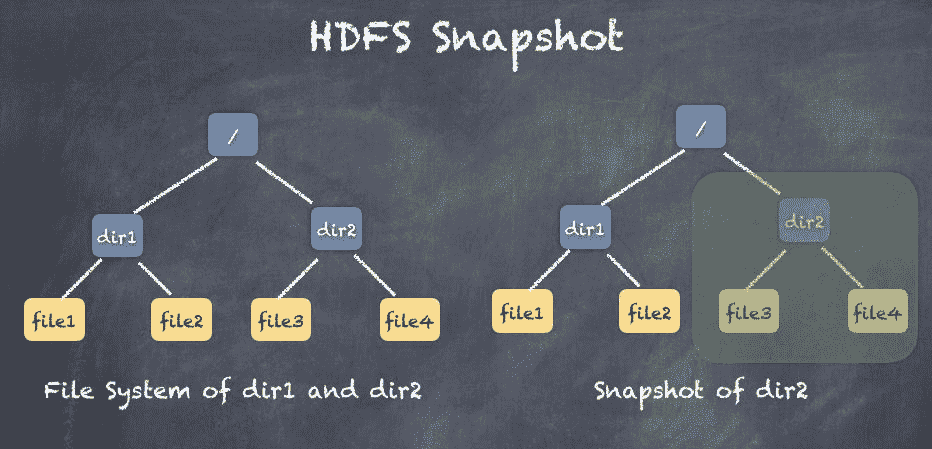 HDFS Snapshot
/
dir1
dir2
file1
file2
file3
file4
File System of dir1 and dir2
/
dir1
dir2
file1
file2
file3
file4
Snapshot of dir2